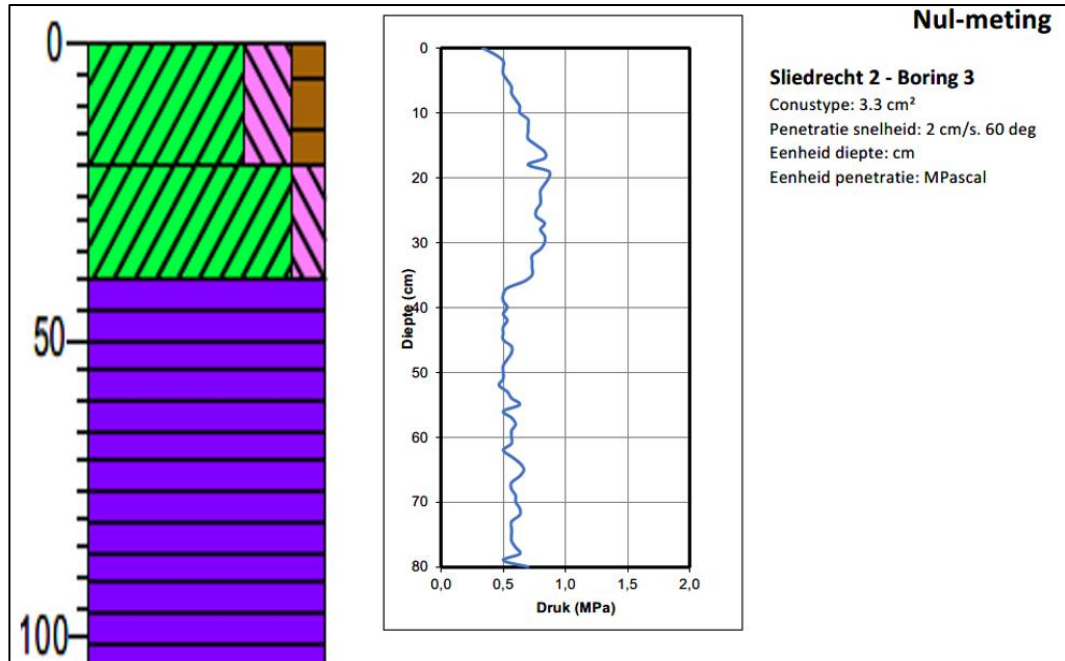 Nul-meting
0
50
100
0
10
20
30
40
50
60
70
80
Diepte (cm)
0,0 0,5 1,0 1,5 2,0
Druk (MPa)
Sliedrecht 2 - Boring 3
Conustype: 3.3 cm²
Penetratie snelheid: 2 cm/s. 60 deg
Eenheid diepte: cm
Eenheid penetratie: MPascal